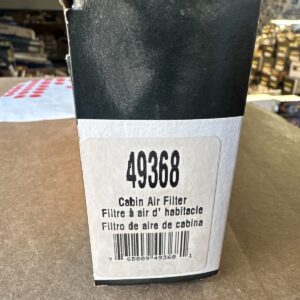 49368
Cabin Air Filter
Filtre à air d' habitacle
Filtro de aire de cabina
7 65809 49368 1